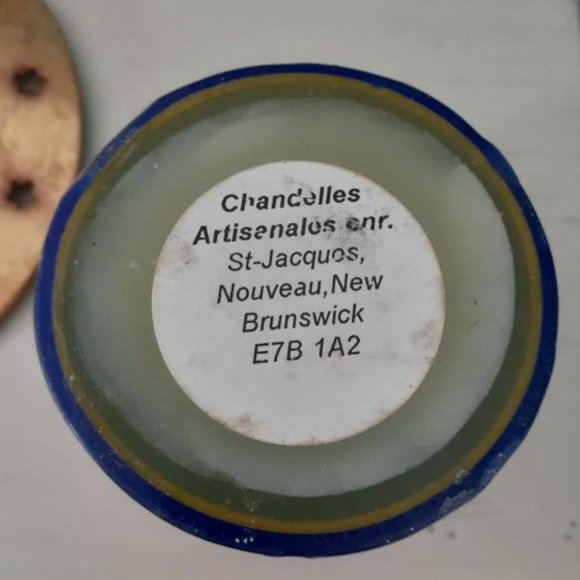 Chandelles
Artisanales enr.
St-Jacques,
Nouveau,New
Brunswick
E7B 1A2